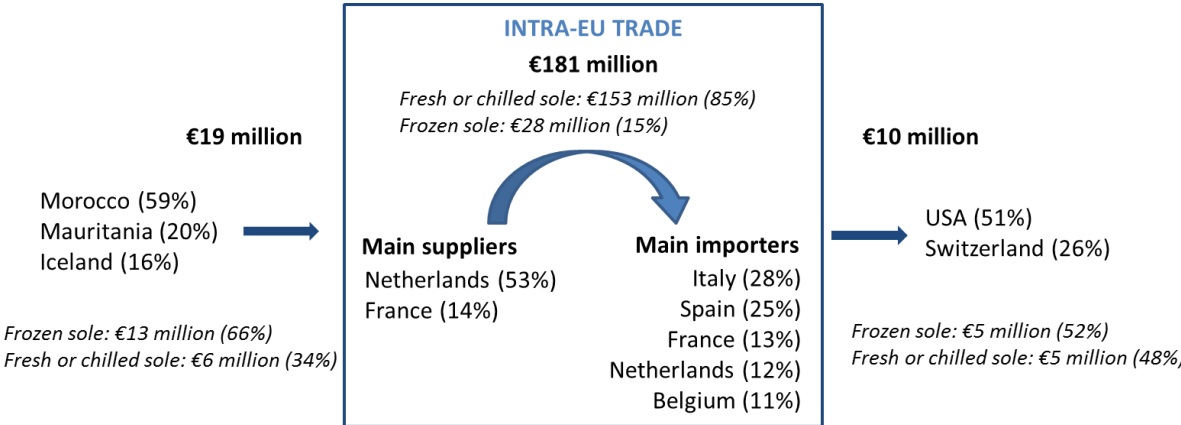 INTRA-EU TRADE
€181 million
Fresh or chilled sole: €153 million (85%)
Frozen sole: €28 million (15%)
€19 million
Morocco (59%)
Mauritania (20%)
Iceland (16%)
Frozen sole: €13 million (66%)
Fresh or chilled sole: €6 million (34%)
Main suppliers
Netherlands (53%)
France (14%)
Main importers
Italy (28%)
Spain (25%)
France (13%)
Netherlands (12%)
Belgium (11%)
€10 million
USA (51%)
Switzerland (26%)
Frozen sole: €5 million (52%)
Fresh or chilled sole: €5 million (48%)